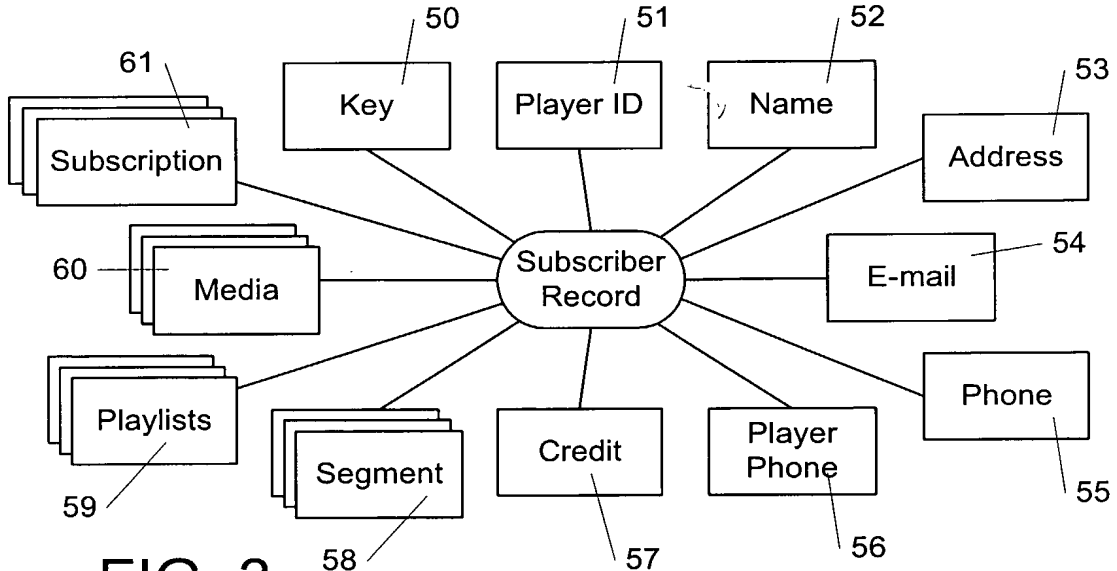 50
51
52
61
53
Key
Player ID
Name
Subscription
Address
54
Subscriber
Record
E-mail
60
Media
Playlists
Phone
Segment
Credit
Player
Phone
59
55
58
57
56